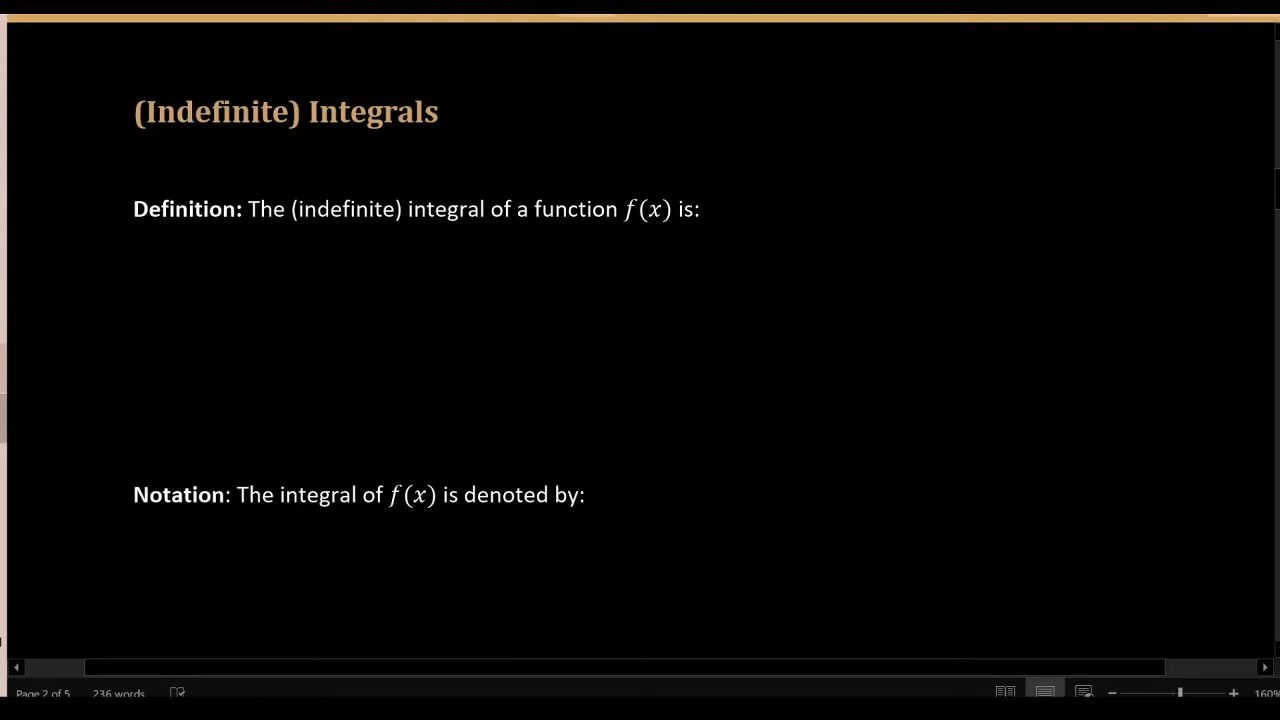 (Indefinite) Integrals
Definition: The (indefinite) integral of a function f(x) is:
Notation: The integral of f(x) is denoted by:
Page 2 of 5 236 words 160%